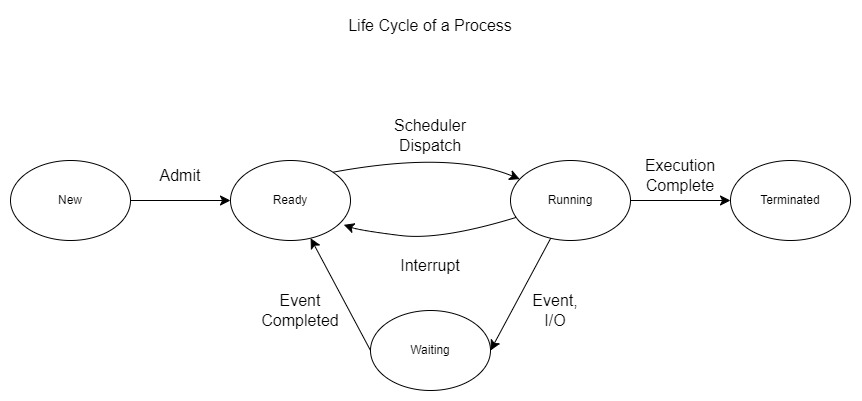 Life Cycle of a Process
Scheduler
Dispatch
Admit
Execution
Complete
New
Ready
Running
Terminated
Interrupt
Event
Completed
Event,
I/O
Waiting